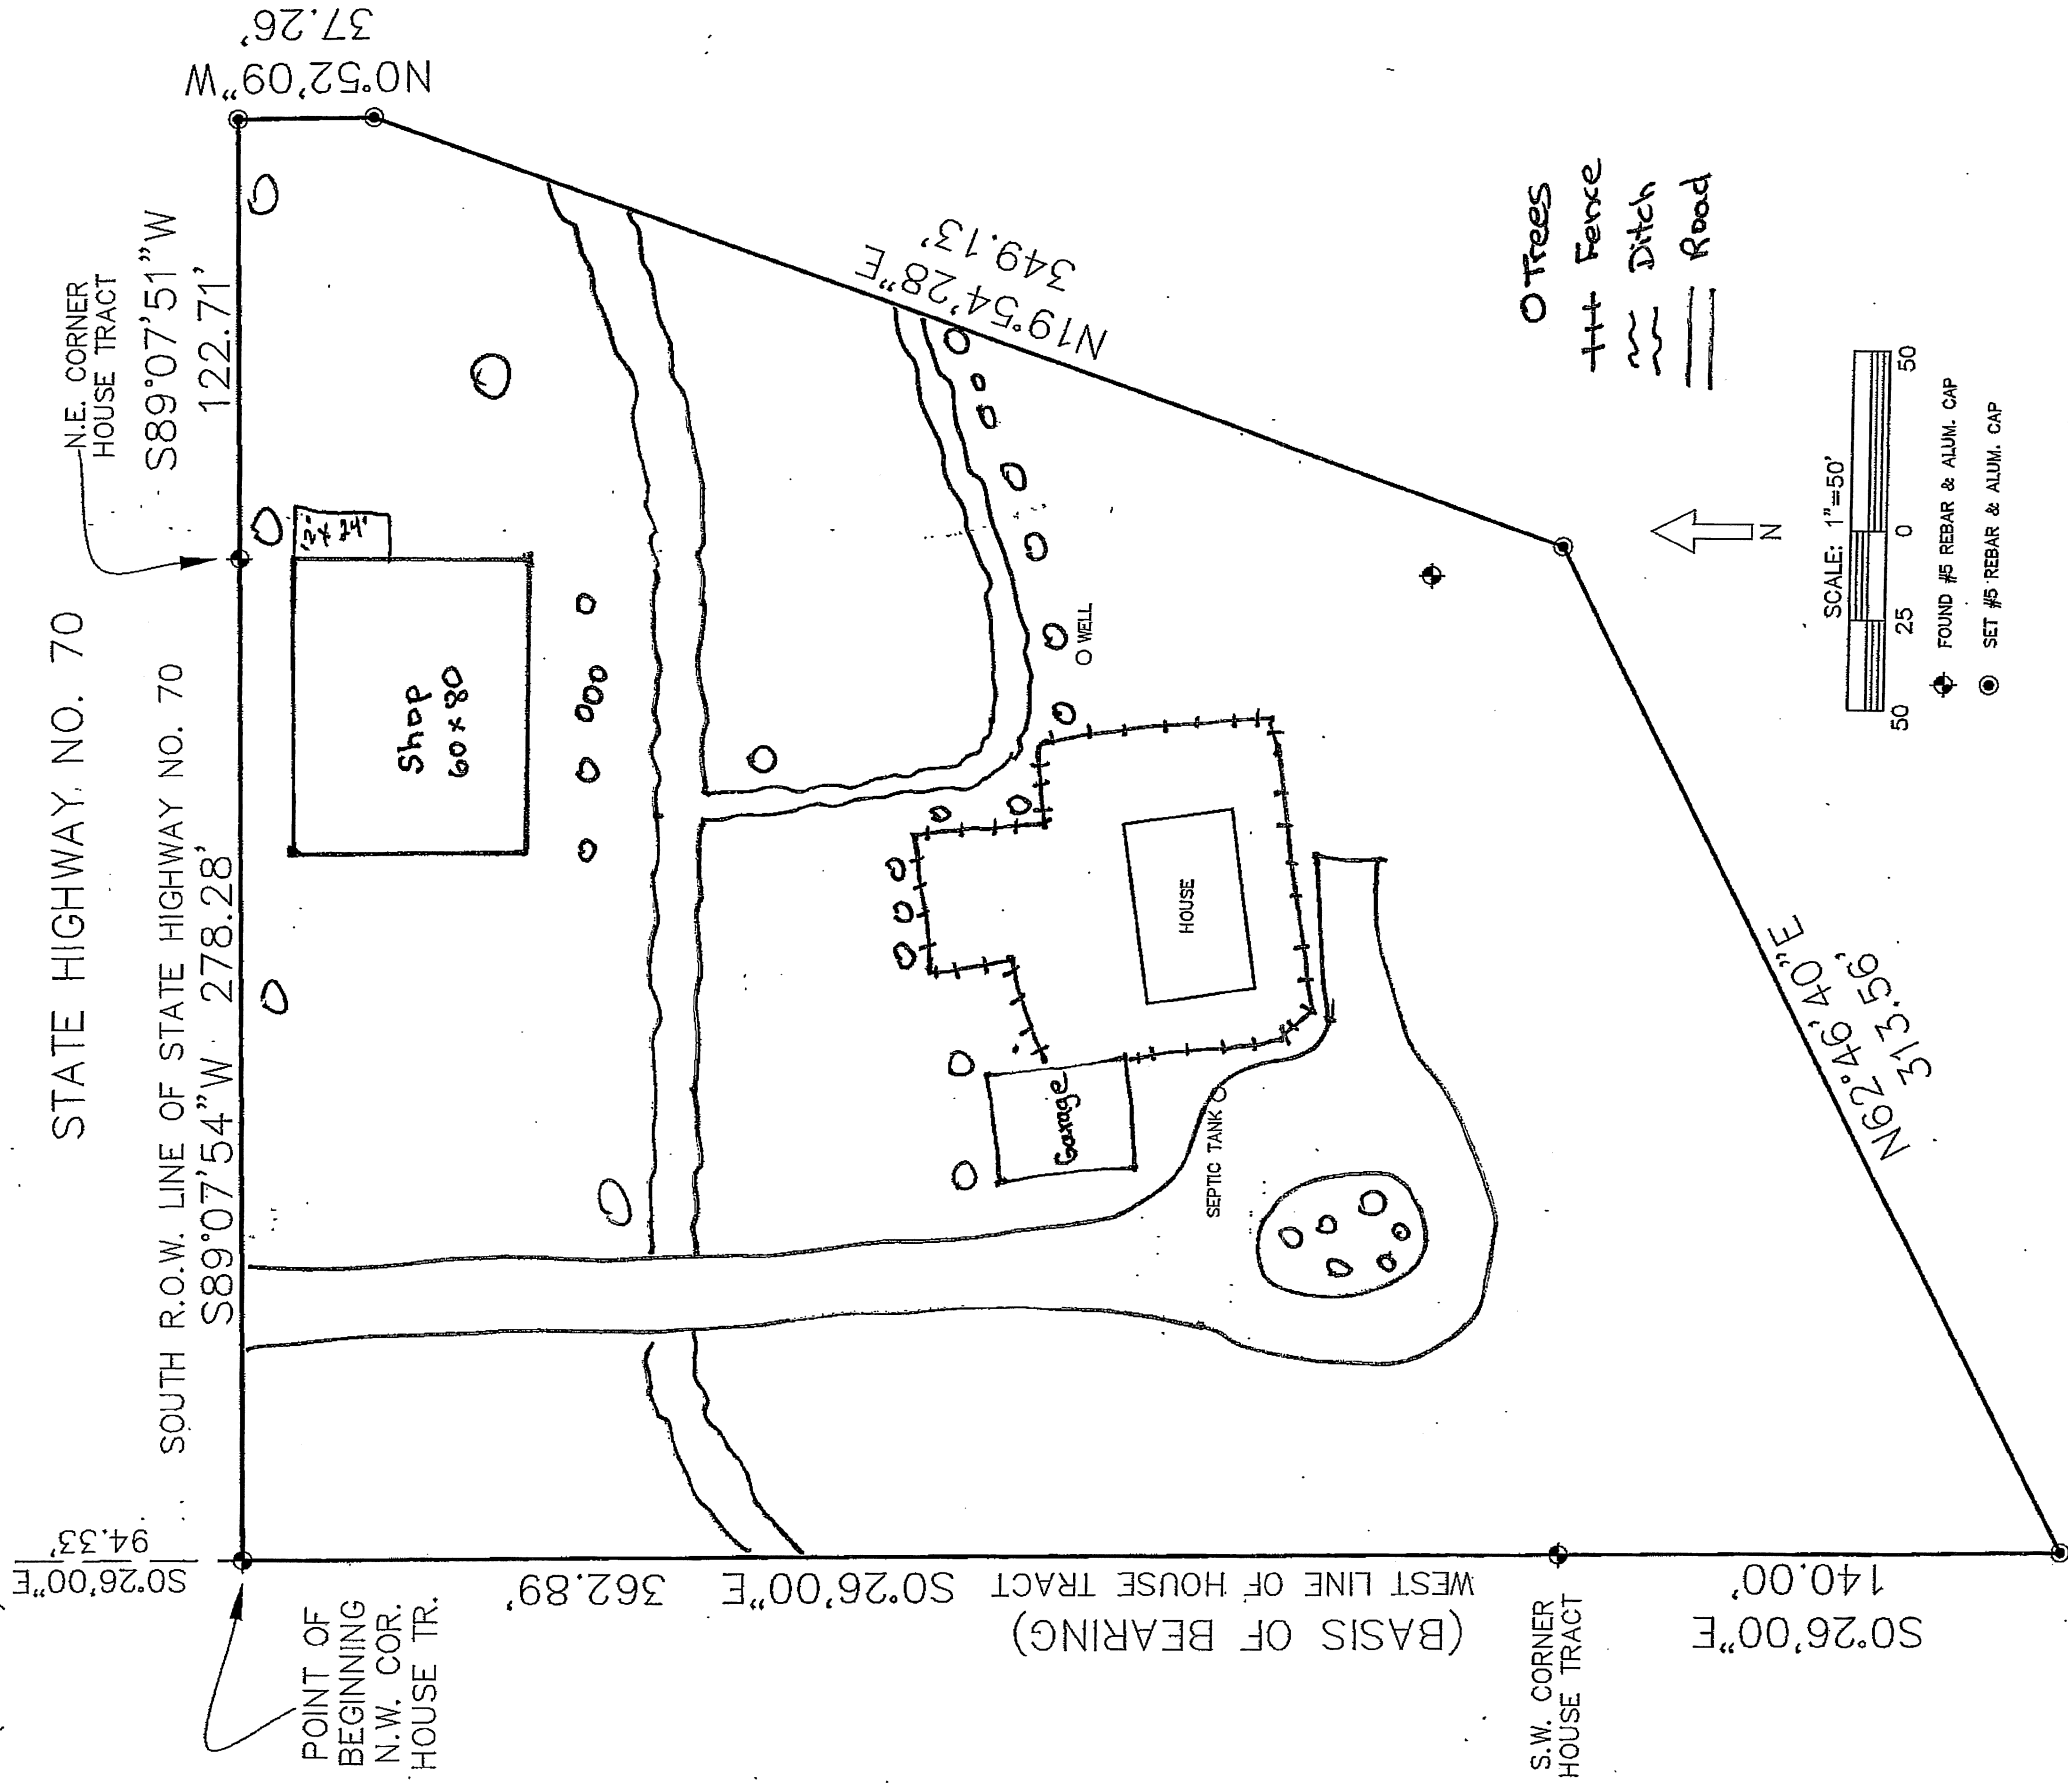 STATE HIGHWAY NO. 70
SOUTH R.O.W. LINE OF STATE HIGHWAY NO. 70
S89°07'54"W 278.28'
N.E. CORNER
HOUSE TRACT
S89°07'51"W
122.71'
N0°52'09"W
37.26'
S0°26'00"E
94.33'
POINT OF
BEGINNING
N.W. COR.
HOUSE TR.
S0°26'00"E 362.89'
WEST LINE OF HOUSE TRACT
(BASIS OF BEARING)
S.W. CORNER
HOUSE TRACT
S0°26'00"E
140.00'
N62°46'40"E
313.56'
N19°54'28"E
349.13'
Shop
60x80
12x24'
HOUSE
Garage
SEPTIC TANK
WELL
Trees
Fence
Ditch
Road
N
SCALE: 1"=50'
50 25 0 50
FOUND #5 REBAR & ALUM. CAP
SET #5 REBAR & ALUM. CAP